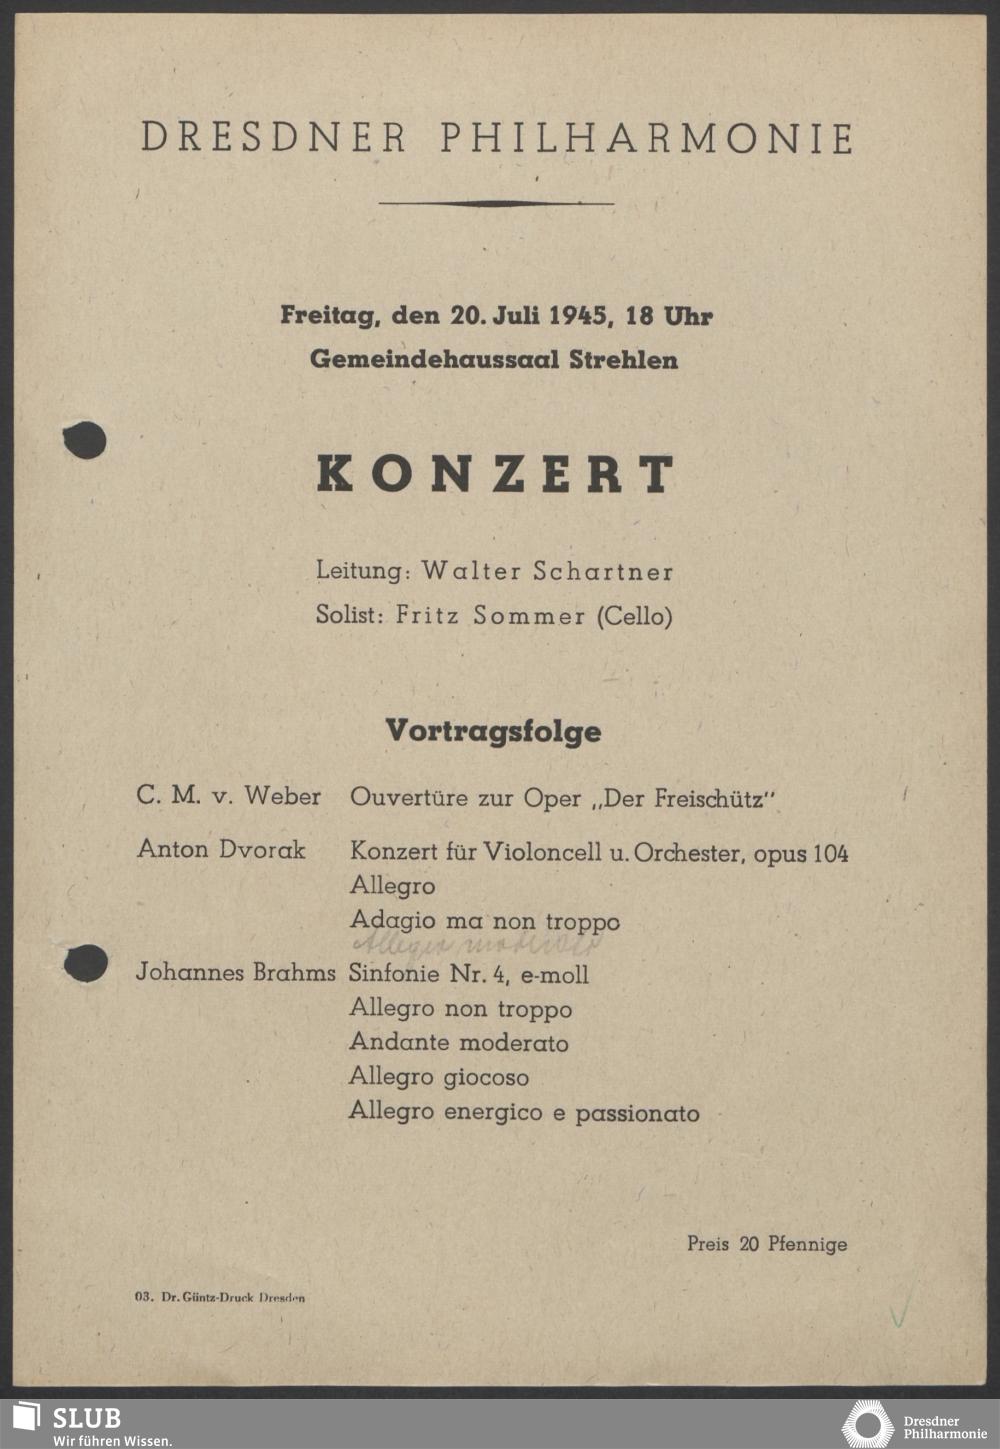 DRESDNER PHILHARMONIE
Freitag, den 20. Juli 1945, 18 Uhr
Gemeindehaussaal Strehlen
KONZERT
Leitung: Walter Schartner
Solist: Fritz Sommer (Cello)
Vortragsfolge
C. M. v. Weber Ouvertüre zur Oper „Der Freischütz"
Anton Dvorak Konzert für Violoncell u. Orchester, opus 104
Allegro
Adagio ma non troppo
Allegro moderato
Johannes Brahms Sinfonie Nr. 4, e-moll
Allegro non troppo
Andante moderato
Allegro giocoso
Allegro energico e passionato
Preis 20 Pfennige
03. Dr. Güntz-Druck Dresden
SLUB
Wir führen Wissen.
Dresdner
Philharmonie